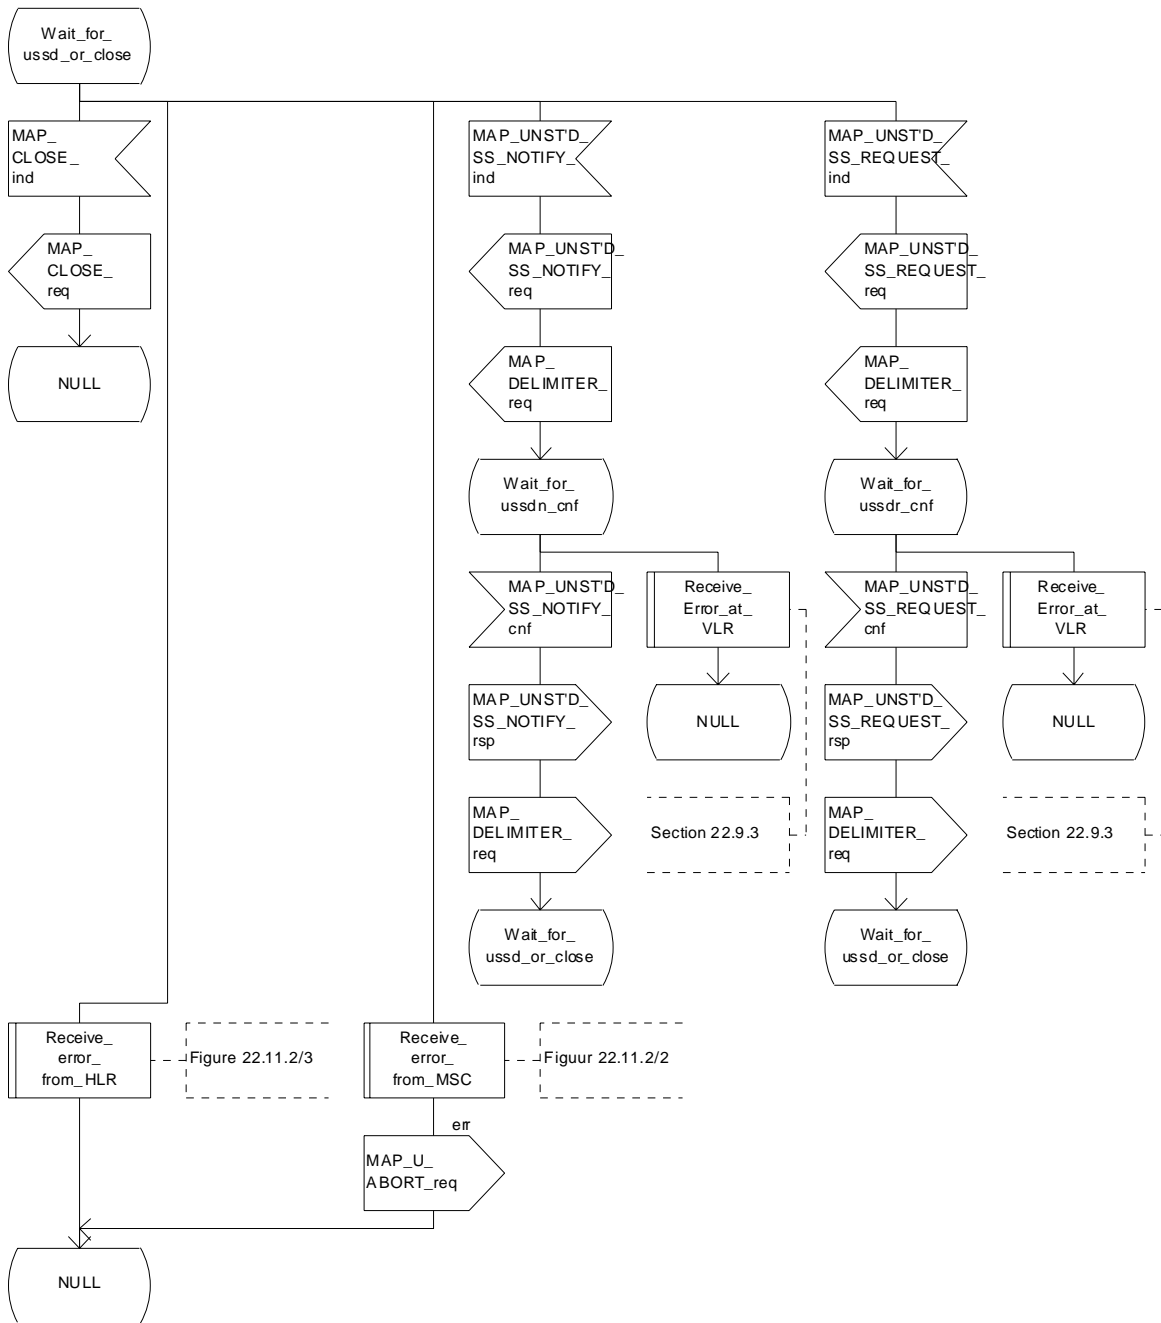 Wait_for_
ussd_or_close
MAP_
CLOSE_
ind
MAP_UNST'D_
SS_NOTIFY_
ind
MAP_UNST'D_
SS_REQUEST_
ind
MAP_
CLOSE_
req
MAP_UNST'D_
SS_NOTIFY_
req
MAP_UNST'D_
SS_REQUEST_
req
NULL
MAP_
DELIMITER_
req
MAP_
DELIMITER_
req
Wait_for_
ussdn_cnf
Wait_for_
ussdr_cnf
MAP_UNST'D_
SS_NOTIFY_
cnf
Receive_
Error_at_
VLR
MAP_UNST'D_
SS_REQUEST_
cnf
Receive_
Error_at_
VLR
MAP_UNST'D_
SS_NOTIFY_
rsp
NULL
MAP_UNST'D_
SS_REQUEST_
rsp
NULL
MAP_
DELIMITER_
req
Section 22.9.3
MAP_
DELIMITER_
req
Section 22.9.3
Wait_for_
ussd_or_close
Wait_for_
ussd_or_close
Receive_
error_
from_HLR
Figure 22.11.2/3
Receive_
error_
from_MSC
Figuur 22.11.2/2
err
MAP_U_
ABORT_req
NULL